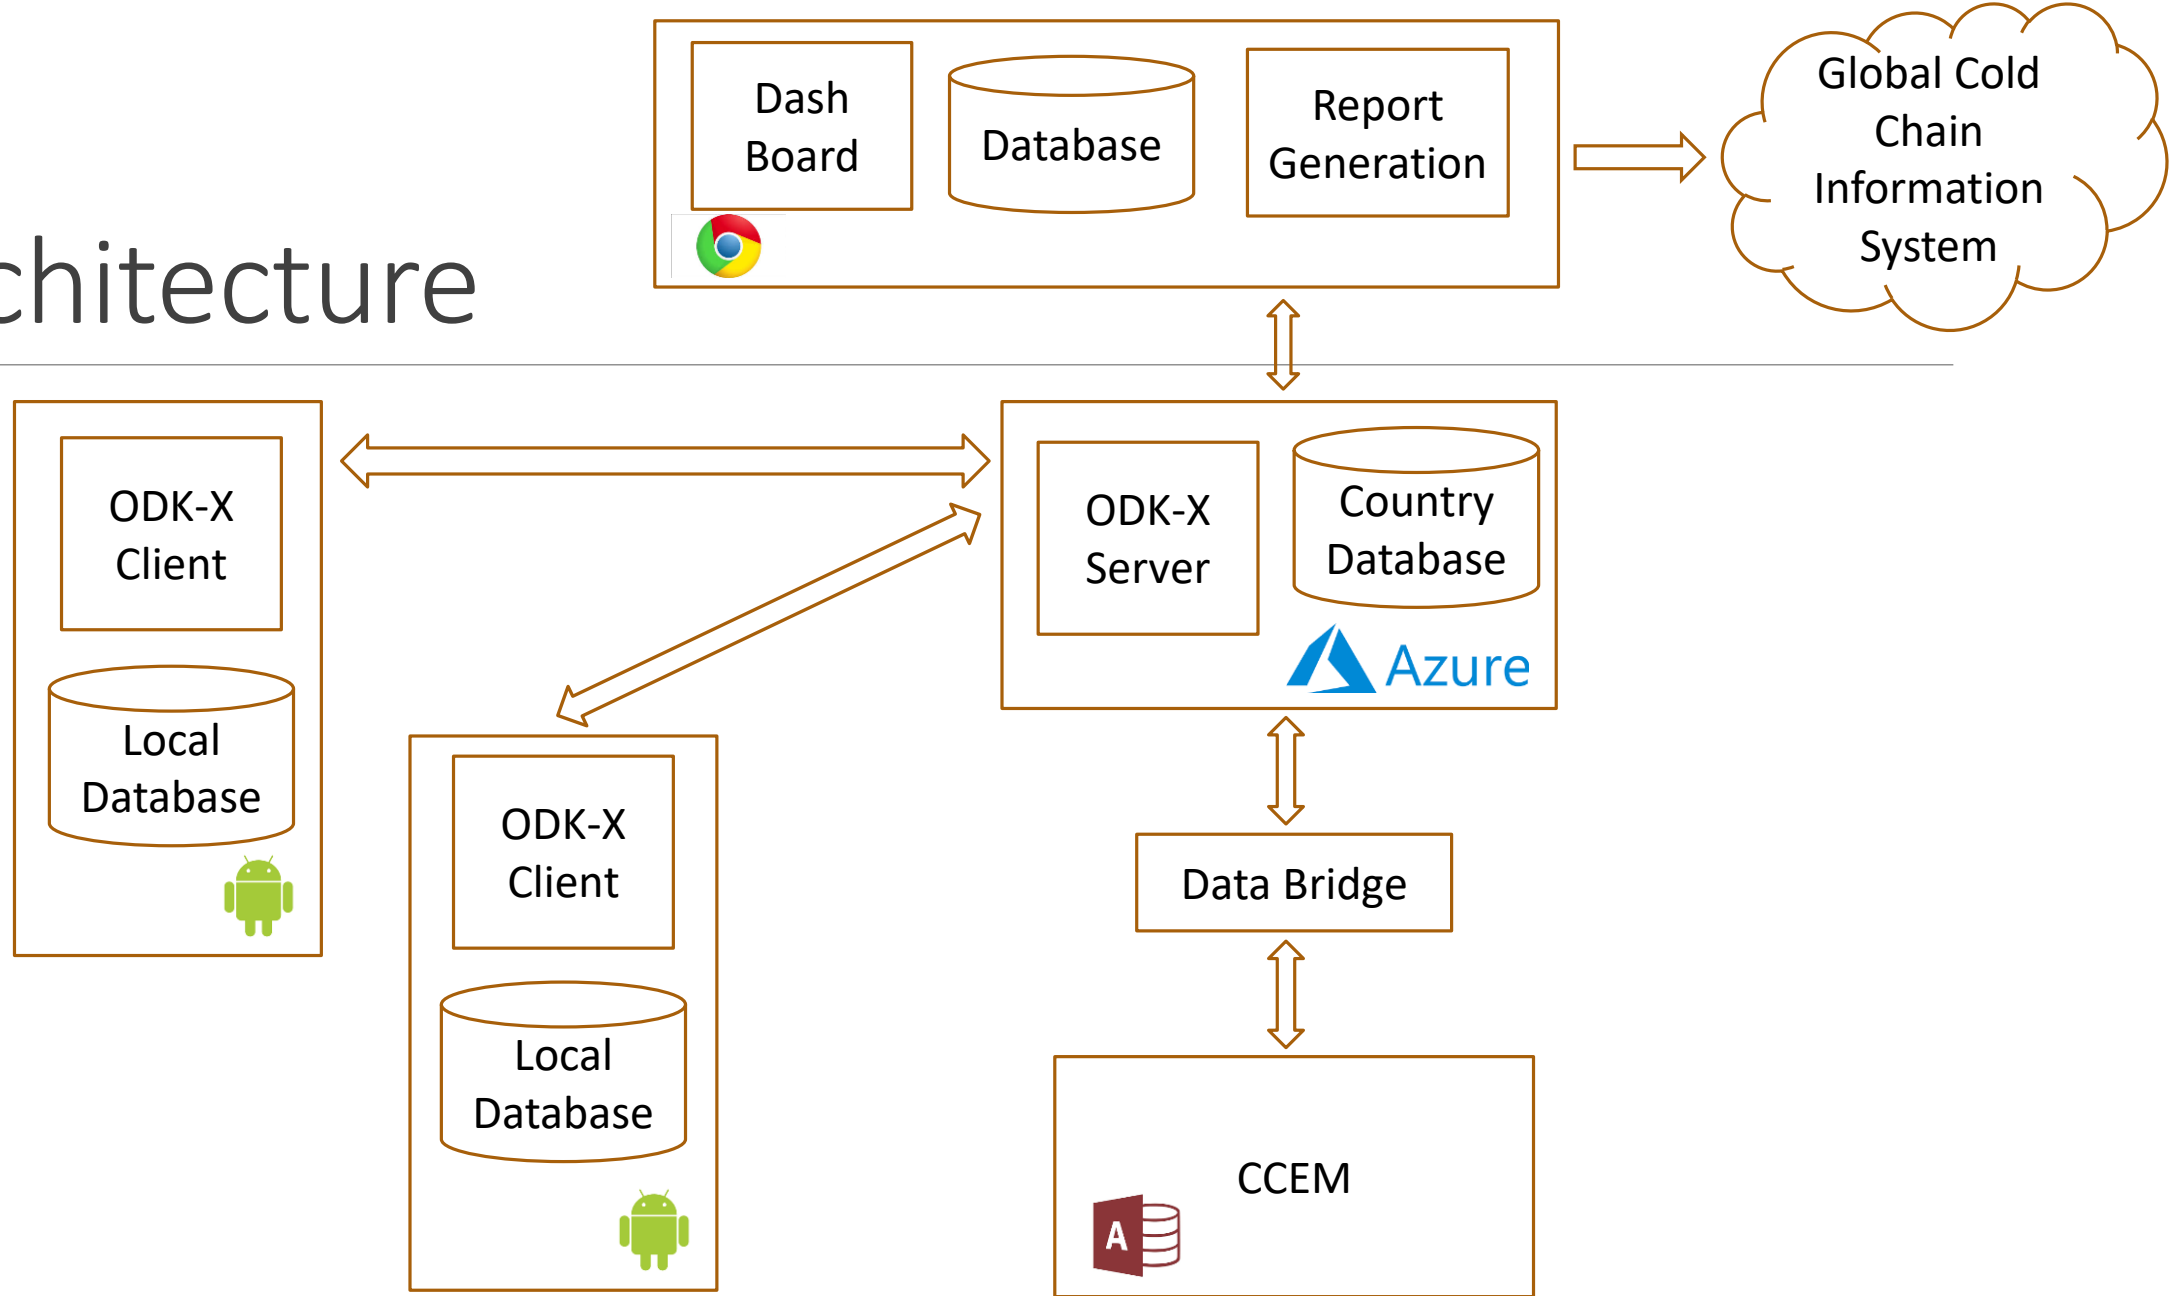 Dash
Board
Database
Report
Generation
Global Cold
Chain
Information
System
chitecture
ODK-X
Client
Local
Database
ODK-X
Client
Local
Database
ODK-X
Server
Country
Database
Azure
Data Bridge
CCEM
A